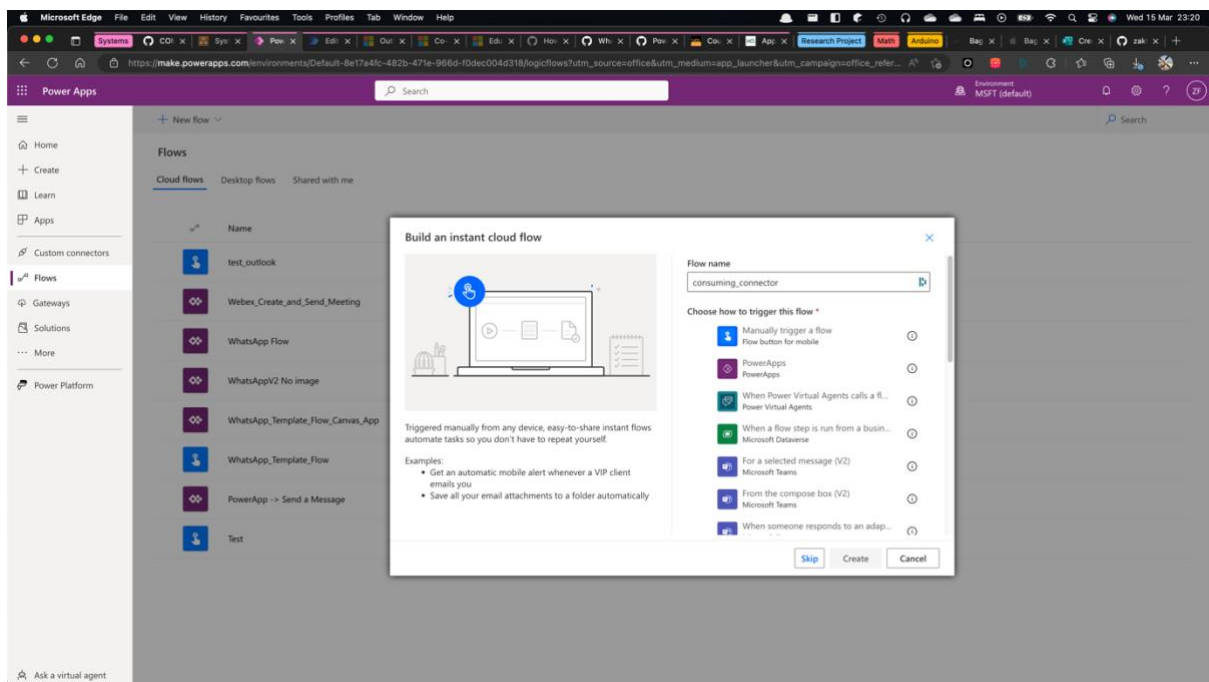 Microsoft Edge File Edit View History Favourites Tools Profiles Tab Window Help
Wed 15 Mar 23:20
Systems
Research Project
Math
Arduino
https://make.powerapps.com/environments/Default-8e17a4fc-482b-471e-966d-f0dec004d318/logicflows?utm_source=office&utm_medium=app_launcher&utm_campaign=office_refer...
Power Apps
Search
Environment
MSFT (default)
ZF
New flow
Search
Home
Create
Learn
Apps
Custom connectors
Flows
Gateways
Solutions
More
Power Platform
Ask a virtual agent
Flows
Cloud flows Desktop flows Shared with me
Name
test_outlook
Webex_Create_and_Send_Meeting
WhatsApp Flow
WhatsAppV2 No image
WhatsApp_Template_Flow_Canvas_App
WhatsApp_Template_Flow
PowerApp -> Send a Message
Test
Build an instant cloud flow
Triggered manually from any device, easy-to-share instant flows
automate tasks so you don't have to repeat yourself.
Examples:
• Get an automatic mobile alert whenever a VIP client
emails you
• Save all your email attachments to a folder automatically
Flow name
consuming_connector
Choose how to trigger this flow *
Manually trigger a flow
Flow button for mobile
PowerApps
PowerApps
When Power Virtual Agents calls a fl...
Power Virtual Agents
When a flow step is run from a busin...
Microsoft Dataverse
For a selected message (V2)
Microsoft Teams
From the compose box (V2)
Microsoft Teams
When someone responds to an adap...
Skip
Create
Cancel